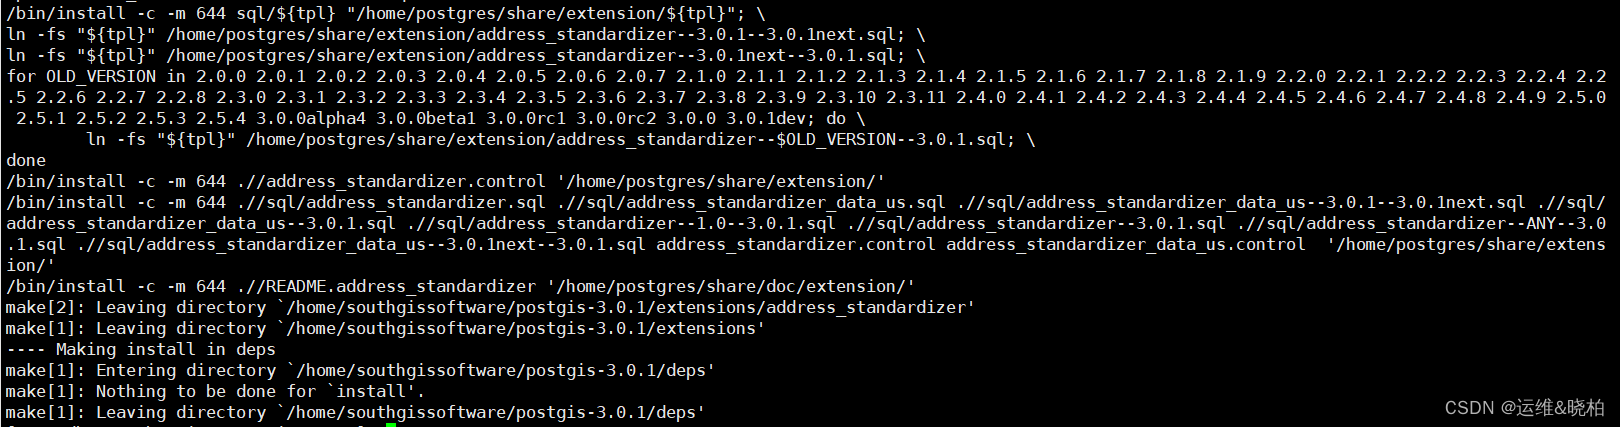 /bin/install -c -m 644 sql/${tpl} "/home/postgres/share/extension/${tpl}"; \
ln -fs "${tpl}" /home/postgres/share/extension/address_standardizer--3.0.1--3.0.1next.sql; \
ln -fs "${tpl}" /home/postgres/share/extension/address_standardizer--3.0.1next--3.0.1.sql; \
for OLD_VERSION in 2.0.0 2.0.1 2.0.2 2.0.3 2.0.4 2.0.5 2.0.6 2.0.7 2.1.0 2.1.1 2.1.2 2.1.3 2.1.4 2.1.5 2.1.6 2.1.7 2.1.8 2.1.9 2.2.0 2.2.1 2.2.2 2.2.3 2.2.4 2.2
.5 2.2.6 2.2.7 2.2.8 2.3.0 2.3.1 2.3.2 2.3.3 2.3.4 2.3.5 2.3.6 2.3.7 2.3.8 2.3.9 2.3.10 2.3.11 2.4.0 2.4.1 2.4.2 2.4.3 2.4.4 2.4.5 2.4.6 2.4.7 2.4.8 2.4.9 2.5.0
 2.5.1 2.5.2 2.5.3 2.5.4 3.0.0alpha4 3.0.0beta1 3.0.0rc1 3.0.0rc2 3.0.0 3.0.1dev; do \
        ln -fs "${tpl}" /home/postgres/share/extension/address_standardizer--$OLD_VERSION--3.0.1.sql; \
done
/bin/install -c -m 644 .//address_standardizer.control '/home/postgres/share/extension/'
/bin/install -c -m 644 .//sql/address_standardizer.sql .//sql/address_standardizer_data_us.sql .//sql/address_standardizer_data_us--3.0.1--3.0.1next.sql .//sql/
address_standardizer_data_us--3.0.1.sql .//sql/address_standardizer--1.0--3.0.1.sql .//sql/address_standardizer--3.0.1.sql .//sql/address_standardizer--ANY--3.0
.1.sql .//sql/address_standardizer_data_us--3.0.1next--3.0.1.sql address_standardizer.control address_standardizer_data_us.control  '/home/postgres/share/extens
ion/'
/bin/install -c -m 644 .//README.address_standardizer '/home/postgres/share/doc/extension/'
make[2]: Leaving directory `/home/southgissoftware/postgis-3.0.1/extensions/address_standardizer'
make[1]: Leaving directory `/home/southgissoftware/postgis-3.0.1/extensions'
---- Making install in deps
make[1]: Entering directory `/home/southgissoftware/postgis-3.0.1/deps'
make[1]: Nothing to be done for `install'.
make[1]: Leaving directory `/home/southgissoftware/postgis-3.0.1/deps'
CSDN @运维&晓柏